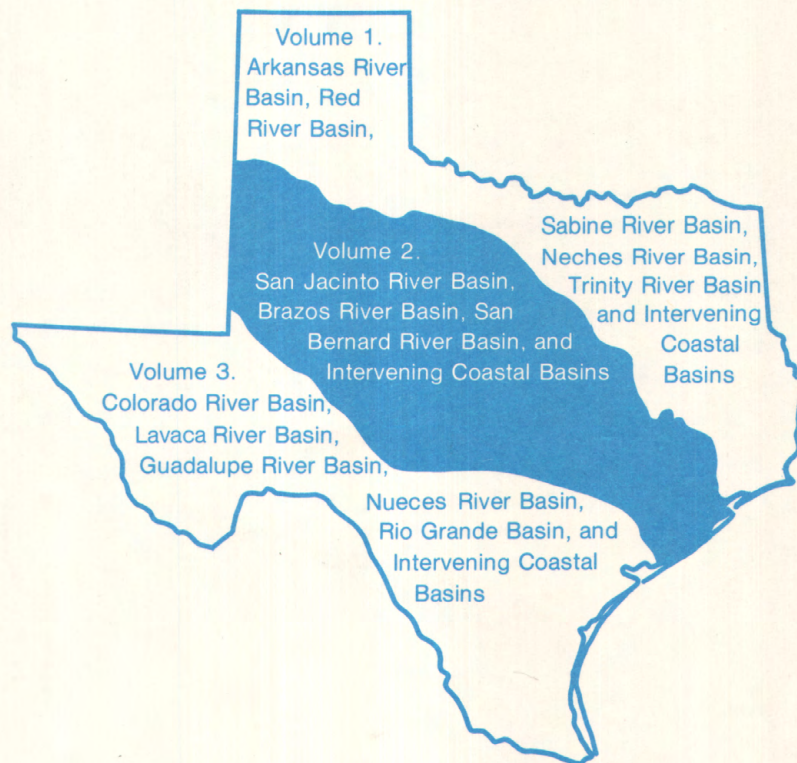 Volume 1.
Arkansas River
Basin, Red
River Basin,
Sabine River Basin,
Neches River Basin,
Trinity River Basin
and Intervening
Coastal
Basins
Volume 2.
San Jacinto River Basin,
Brazos River Basin, San
Bernard River Basin, and
Intervening Coastal Basins
Volume 3.
Colorado River Basin,
Lavaca River Basin,
Guadalupe River Basin,
Nueces River Basin,
Rio Grande Basin, and
Intervening Coastal
Basins